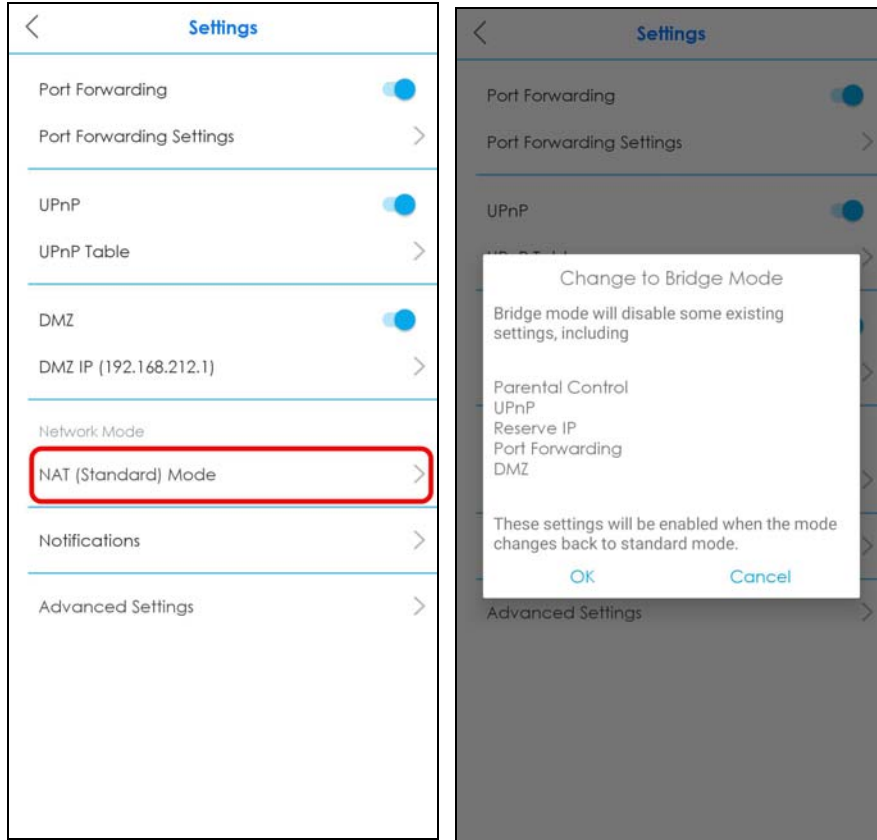 Settings
Port Forwarding
Port Forwarding Settings
UPnP
UPnP Table
DMZ
DMZ IP (192.168.212.1)
Network Mode
NAT (Standard) Mode
Notifications
Advanced Settings
Settings
Port Forwarding
Port Forwarding Settings
UPnP
Change to Bridge Mode
Bridge mode will disable some existing
settings, including
Parental Control
UPnP
Reserve IP
Port Forwarding
DMZ
These settings will be enabled when the mode
changes back to standard mode.
OK
Cancel
Advanced Settings